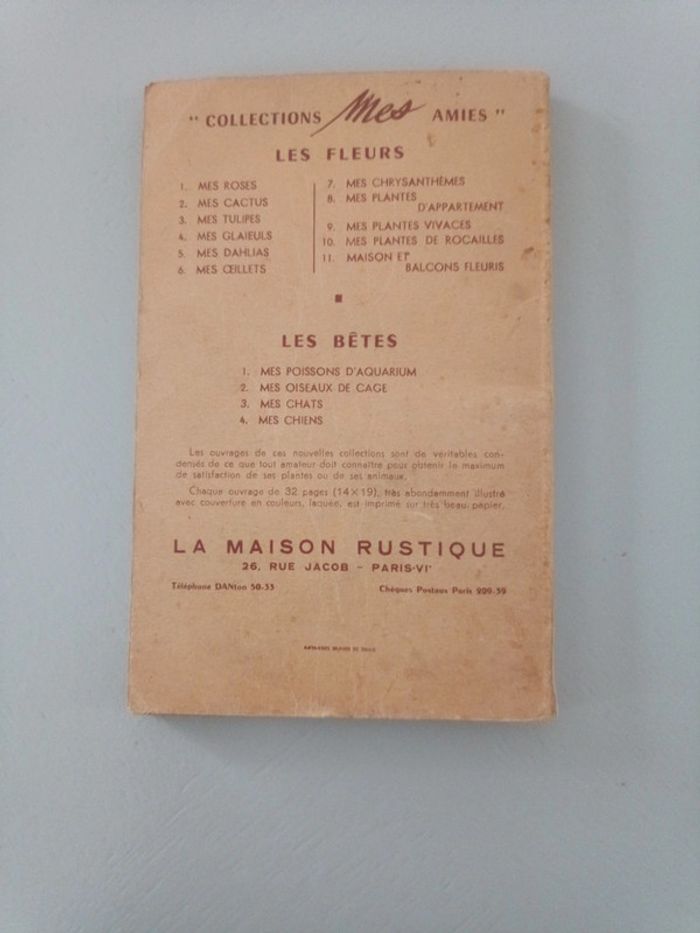 " COLLECTIONS Mes AMIES "
LES FLEURS
1. MES ROSES
2. MES CACTUS
3. MES TULIPES
4. MES GLAIEULS
5. MES DAHLIAS
6. MES ŒILLETS
7. MES CHRYSANTHÈMES
8. MES PLANTES
D'APPARTEMENT
9. MES PLANTES VIVACES
10. MES PLANTES DE ROCAILLES
11. MAISON ET
BALCONS FLEURIS
LES BÊTES
1. MES POISSONS D'AQUARIUM
2. MES OISEAUX DE CAGE
3. MES CHATS
4. MES CHIENS
Les ouvrages de ces nouvelles collections sont de véritables con-
densés de ce que tout amateur doit connaître pour obtenir le maximum
de satisfaction de ses plantes ou de ses animaux.
Chaque ouvrage de 32 pages (14×19), très abondamment illustré
avec couverture en couleurs, laquée, est imprimé sur très beau papier.
LA MAISON RUSTIQUE
26, RUE JACOB - PARIS-VIᵉ
Téléphone DANton 50-33
Chèques Postaux Paris 209-39